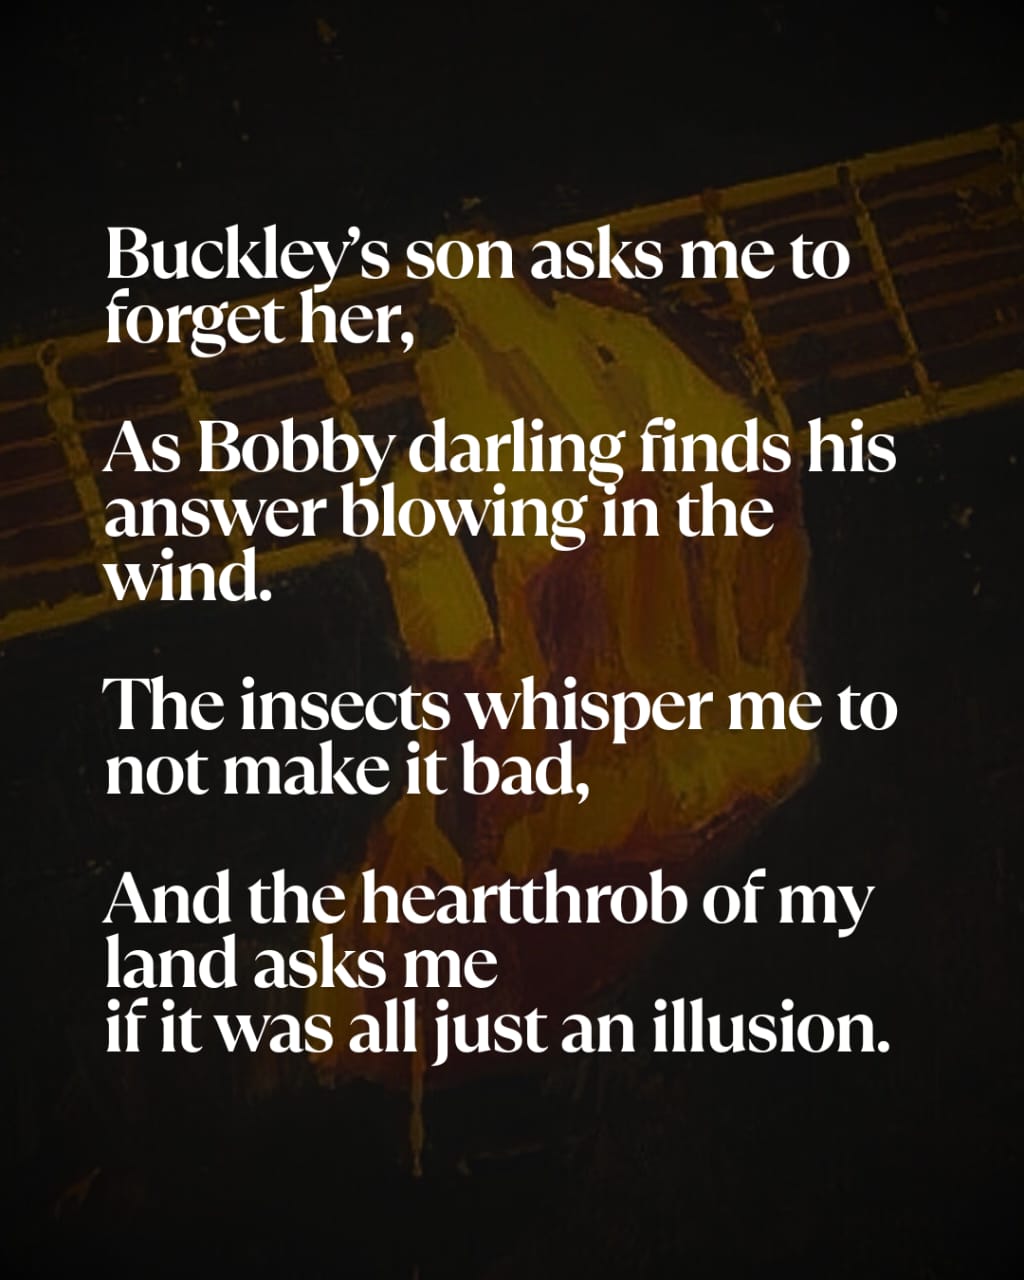 Buckley’s son asks me to
forget her,
As Bobby darling finds his
answer blowing in the
wind.
The insects whisper me to
not make it bad,
And the heartthrob of my
land asks me
if it was all just an illusion.